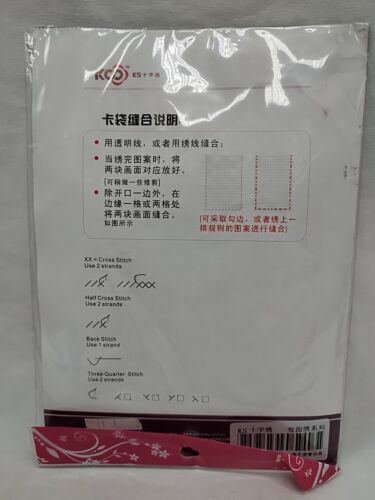 KOO
KS十字绣
卡袋缝合说明
● 用透明线，或者用绣线缝合；
● 当绣完图案时，将
两块画面对应放好。
(可稍做一些修剪)
● 除开口一边外，在
边缘一格或两格处
将两块画面缝合。
如图所示
(可采取勾边，或者绣上一
排规则的图案进行缝合)
XX = Cross Stitch
Use 2 strands
Half Cross Stitch
Use 2 strands
Back Stitch
Use 1 strand
Three Quarter Stitch
Use 2 strands
KS 十字绣 双面绣系列